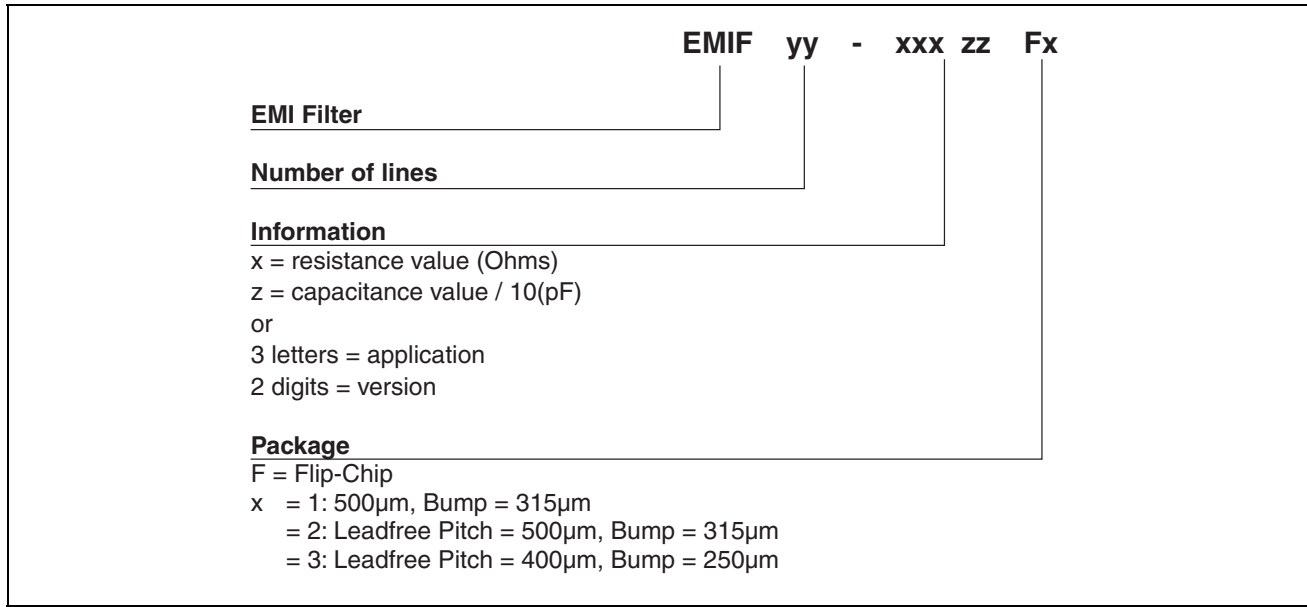 EMIF yy - xxx zz Fx
EMI Filter
Number of lines
Information
x = resistance value (Ohms)
z = capacitance value / 10(pF)
or
3 letters = application
2 digits = version
Package
F = Flip-Chip
x = 1: 500µm, Bump = 315µm
= 2: Leadfree Pitch = 500µm, Bump = 315µm
= 3: Leadfree Pitch = 400µm, Bump = 250µm